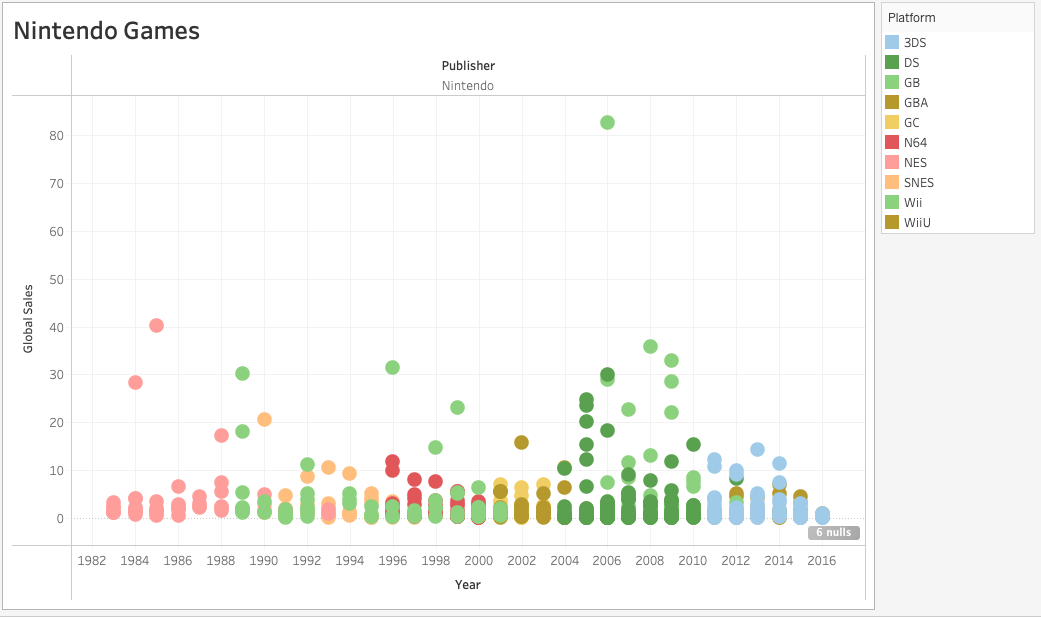 Nintendo Games
Publisher
Nintendo
80
70
60
50
40
30
20
10
0
Global Sales
6 nulls
1982 1984 1986 1988 1990 1992 1994 1996 1998 2000 2002 2004 2006 2008 2010 2012 2014 2016
Year
Platform
3DS
DS
GB
GBA
GC
N64
NES
SNES
Wii
WiiU